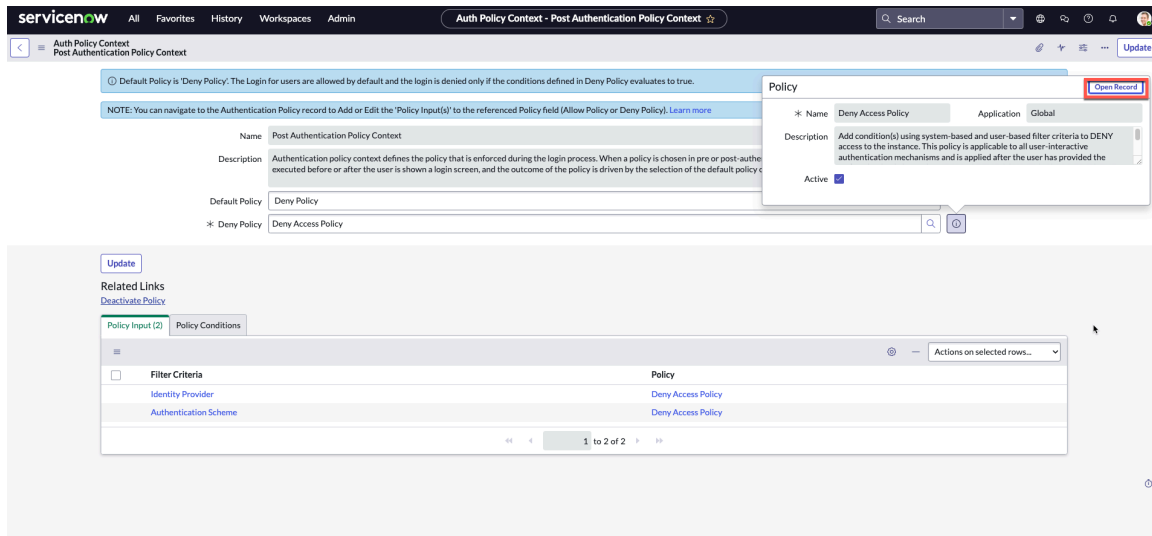 servicenow All Favorites History Workspaces Admin Auth Policy Context - Post Authentication Policy Context Search
Auth Policy Context
Post Authentication Policy Context
Update
Default Policy is 'Deny Policy'. The Login for users are allowed by default and the login is denied only if the conditions defined in Deny Policy evaluates to true.
NOTE: You can navigate to the Authentication Policy record to Add or Edit the 'Policy Input(s)' to the referenced Policy field (Allow Policy or Deny Policy). Learn more
Policy Open Record
Name Deny Access Policy Application Global
Description Add condition(s) using system-based and user-based filter criteria to DENY
access to the instance. This policy is applicable to all user-interactive
authentication mechanisms and is applied after the user has provided the
Active
Name Post Authentication Policy Context
Description Authentication policy context defines the policy that is enforced during the login process. When a policy is chosen in pre or post-authe
executed before or after the user is shown a login screen, and the outcome of the policy is driven by the selection of the default policy
Default Policy Deny Policy
Deny Policy Deny Access Policy
Update
Related Links
Deactivate Policy
Policy Input (2) Policy Conditions
Actions on selected rows...
Filter Criteria Policy
Identity Provider Deny Access Policy
Authentication Scheme Deny Access Policy
1 to 2 of 2